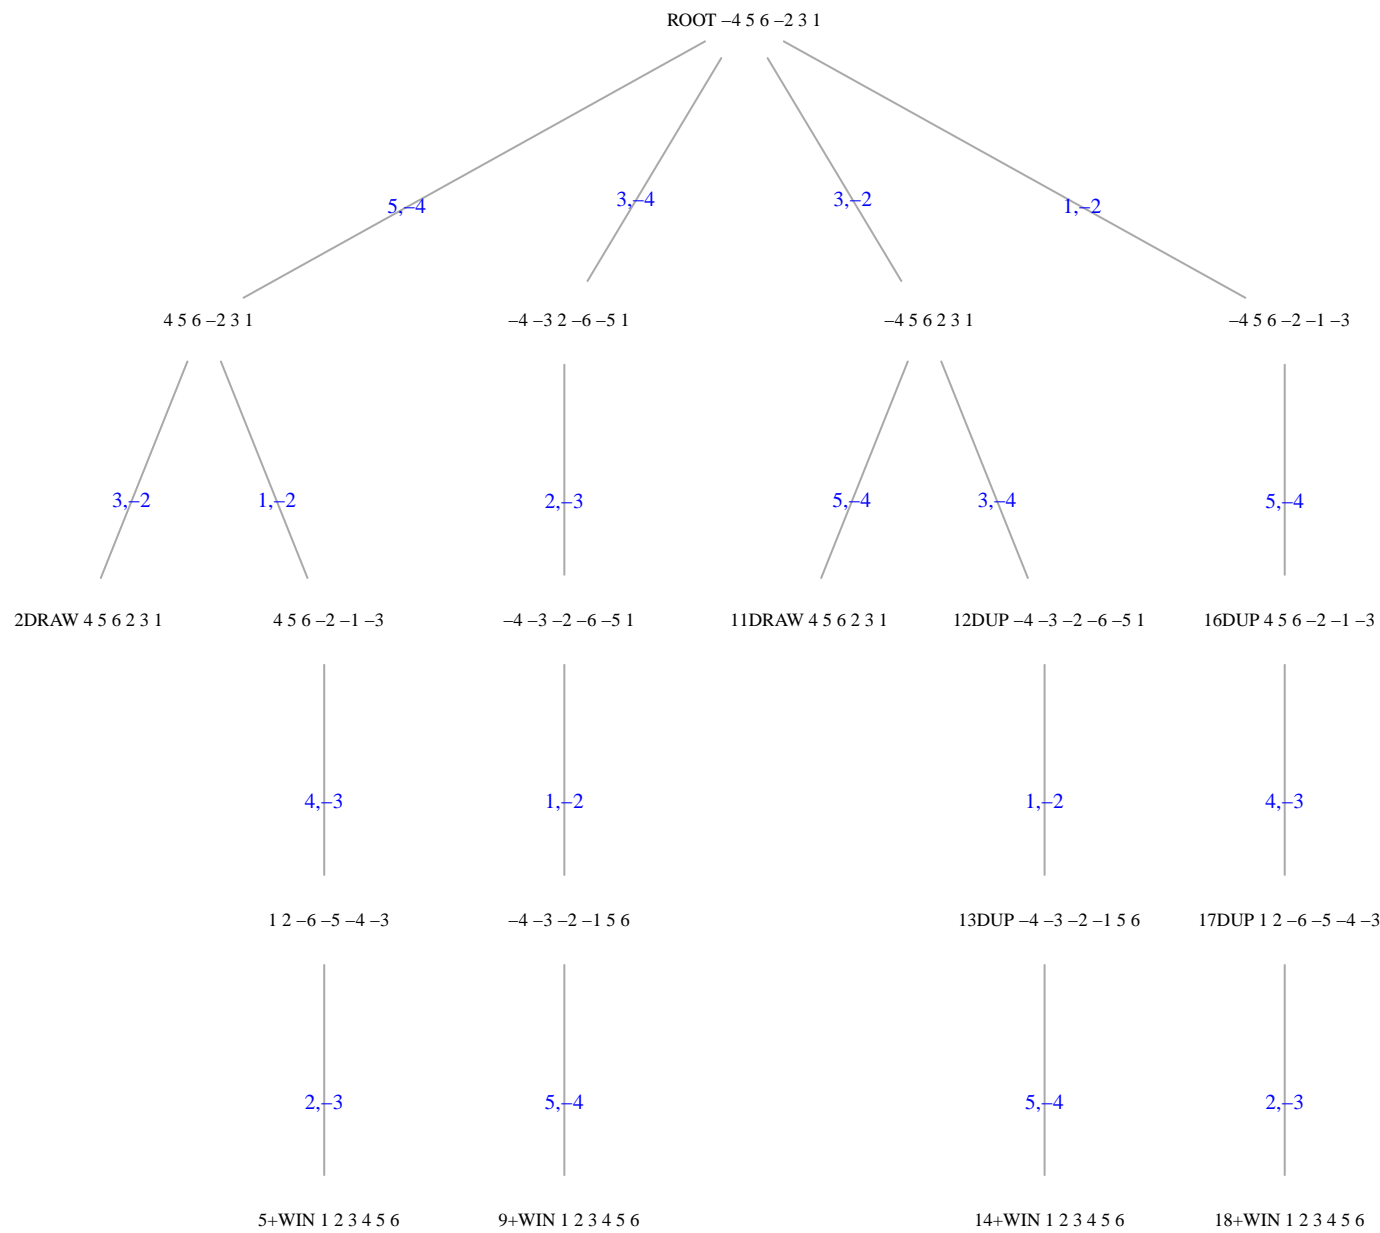 ROOT –4 5 6 –2 3 1
5,–4
3,–4
3,–2
1,–2
4 5 6 –2 3 1
–4 –3 2 –6 –5 1
–4 5 6 2 3 1
–4 5 6 –2 –1 –3
3,–2
1,–2
2,–3
5,–4
3,–4
5,–4
2DRAW 4 5 6 2 3 1
4 5 6 –2 –1 –3
–4 –3 –2 –6 –5 1
11DRAW 4 5 6 2 3 1
12DUP –4 –3 –2 –6 –5 1
16DUP 4 5 6 –2 –1 –3
4,–3
1,–2
1,–2
4,–3
1 2 –6 –5 –4 –3
–4 –3 –2 –1 5 6
13DUP –4 –3 –2 –1 5 6
17DUP 1 2 –6 –5 –4 –3
2,–3
5,–4
5,–4
2,–3
5+WIN 1 2 3 4 5 6
9+WIN 1 2 3 4 5 6
14+WIN 1 2 3 4 5 6
18+WIN 1 2 3 4 5 6